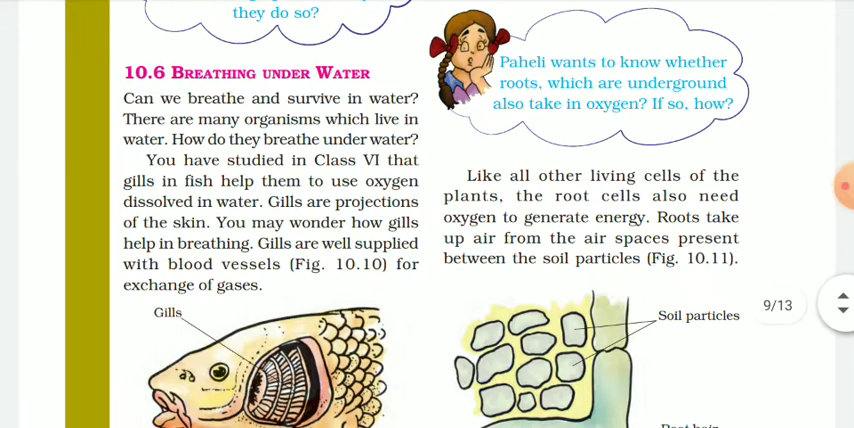 they do so?
10.6 BREATHING UNDER WATER
Can we breathe and survive in water?
There are many organisms which live in
water. How do they breathe under water?
You have studied in Class VI that
gills in fish help them to use oxygen
dissolved in water. Gills are projections
of the skin. You may wonder how gills
help in breathing. Gills are well supplied
with blood vessels (Fig. 10.10) for
exchange of gases.
Gills
Paheli wants to know whether
roots, which are underground
also take in oxygen? If so, how?
Like all other living cells of the
plants, the root cells also need
oxygen to generate energy. Roots take
up air from the air spaces present
between the soil particles (Fig. 10.11).
Soil particles
Root hair
9/13